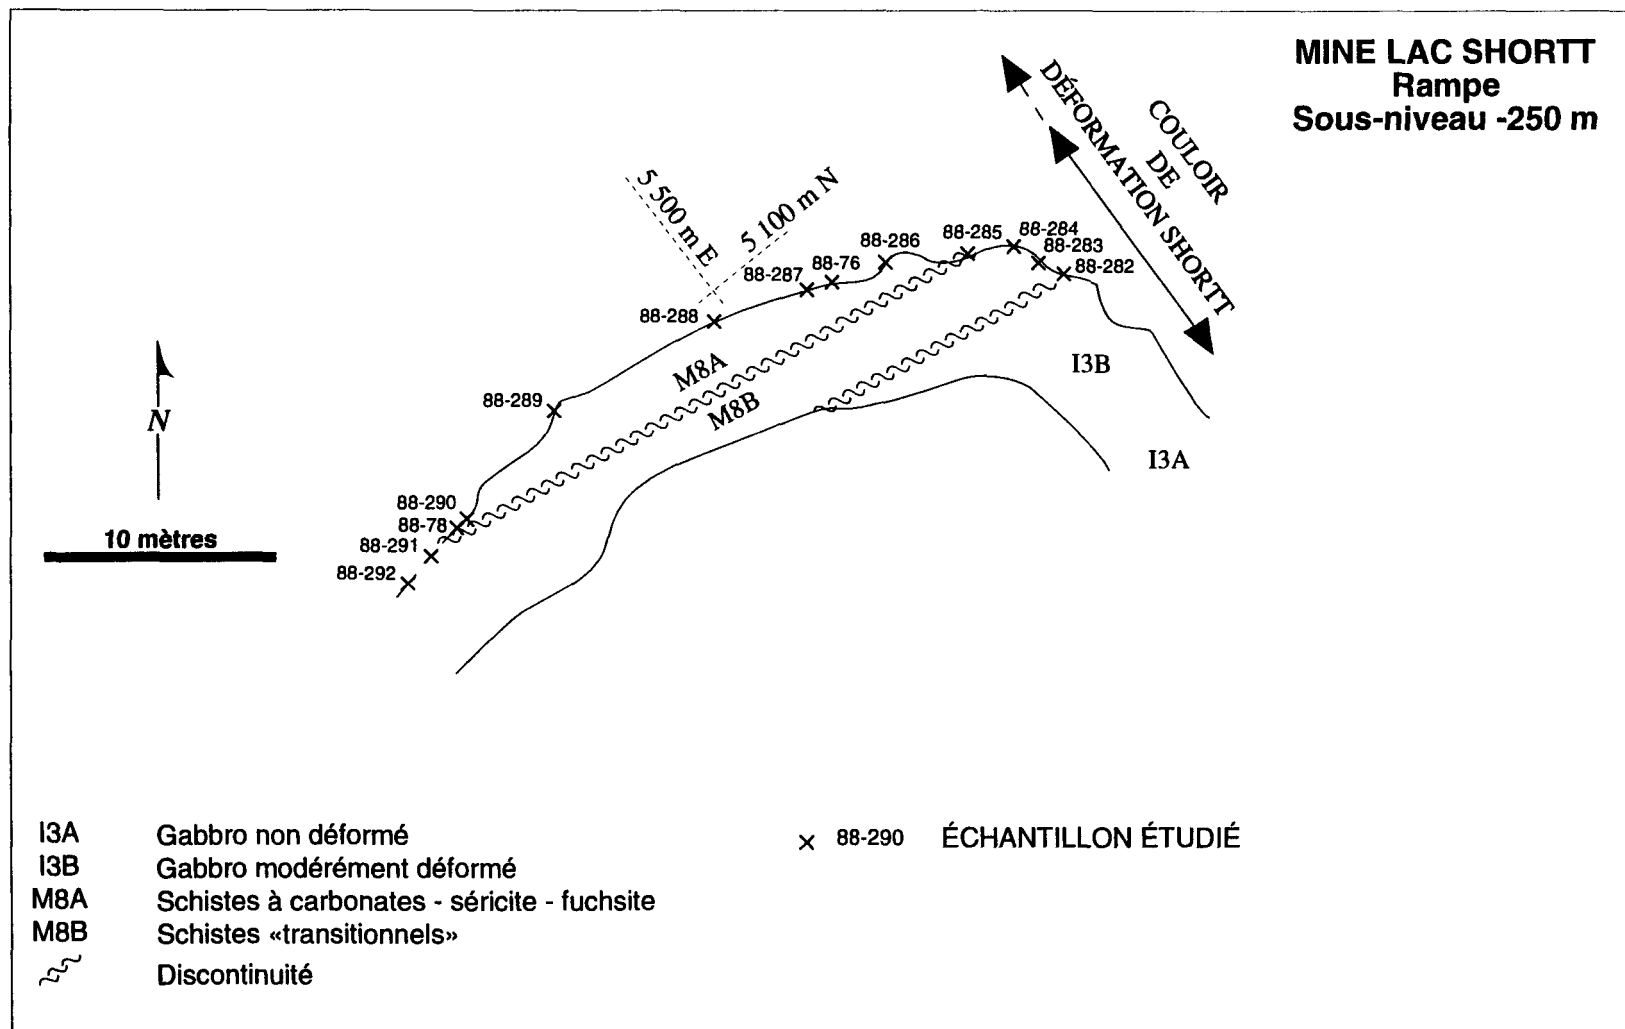 MINE LAC SHORTT
Rampe
Sous-niveau -250 m
COULOIR
DE
DÉFORMATION SHORTT
5 500 m E
5 100 m N
88-284
88-285
88-283
88-286
88-282
88-76
88-287
88-288
88-289
88-290
88-78
88-291
88-292
M8A
M8B
I3B
I3A
N
10 mètres
I3A Gabbro non déformé
I3B Gabbro modérément déformé
M8A Schistes à carbonates - séricite - fuchsite
M8B Schistes «transitionnels»
Discontinuité
88-290 ÉCHANTILLON ÉTUDIÉ